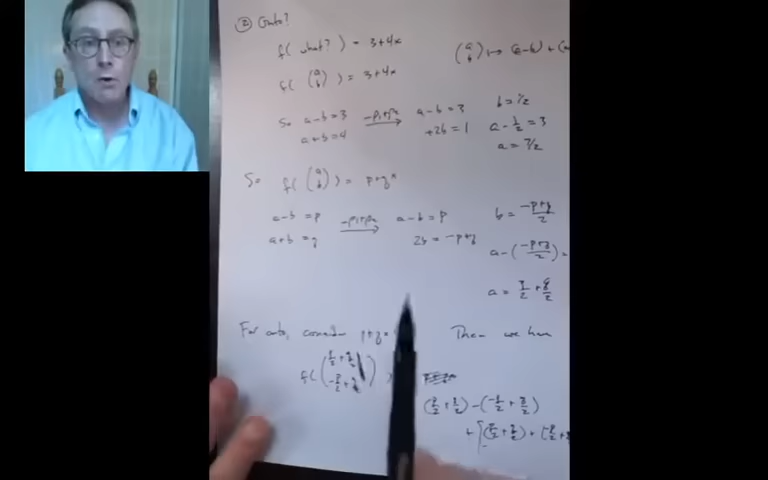 ② Onto?
f( what? ) = 3+4x
(a b) ↦ (a-b) + (a
f( (a b) ) = 3+4x
So a-b=3 a-b=3 b=1/2
a+b=4 +2b=1 a-1/2=3
a=7/2
So f( (a b) ) = p+qx
a-b=p a-b=p b = (-p+q)/2
a+b=q 2b=-p+q a-((-p+q)/2)=
a = p/2 + q/2
For onto, consider p+q Then we have
f( (p/2+q/2 -p/2+q/2) )
(p/2+q/2) - (-p/2+q/2)
+ [(p/2+q/2) + (-p/2+